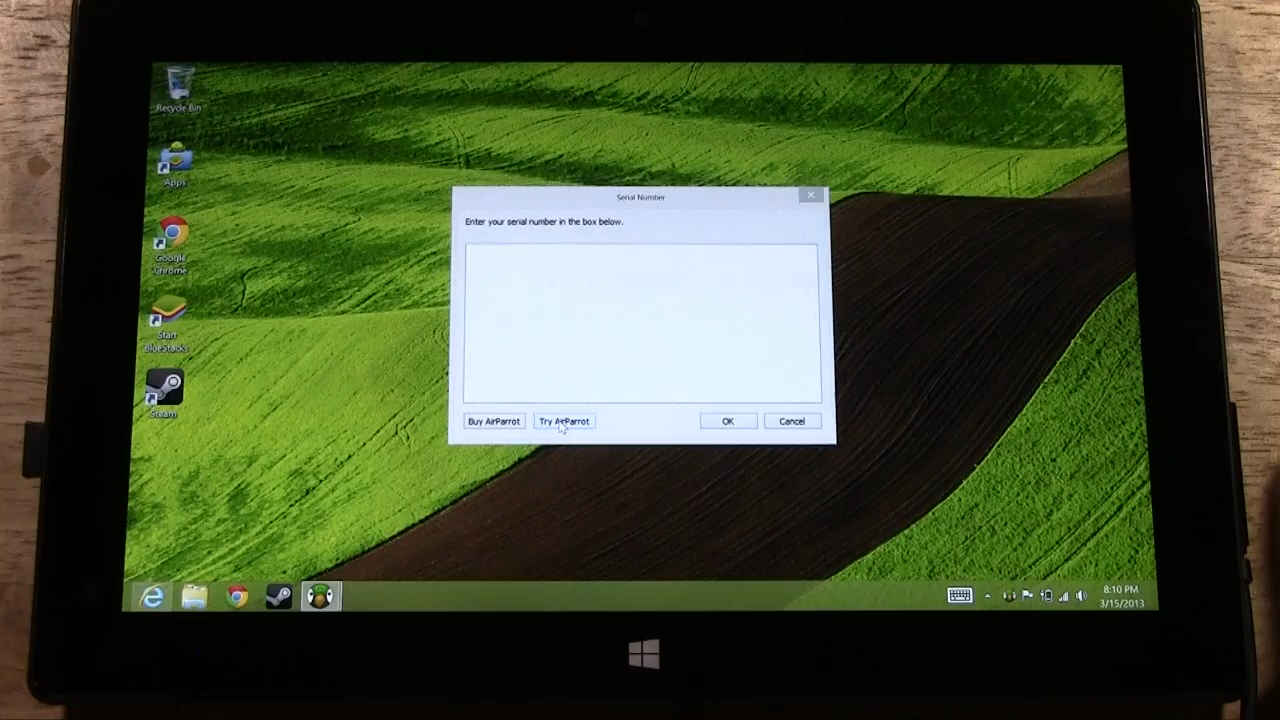 Recycle Bin
Apps
Google
Chrome
Start
BlueStacks
Steam
Serial Number
Enter your serial number in the box below.
Buy AirParrot
Try AirParrot
OK
Cancel
8:10 PM
3/15/2013